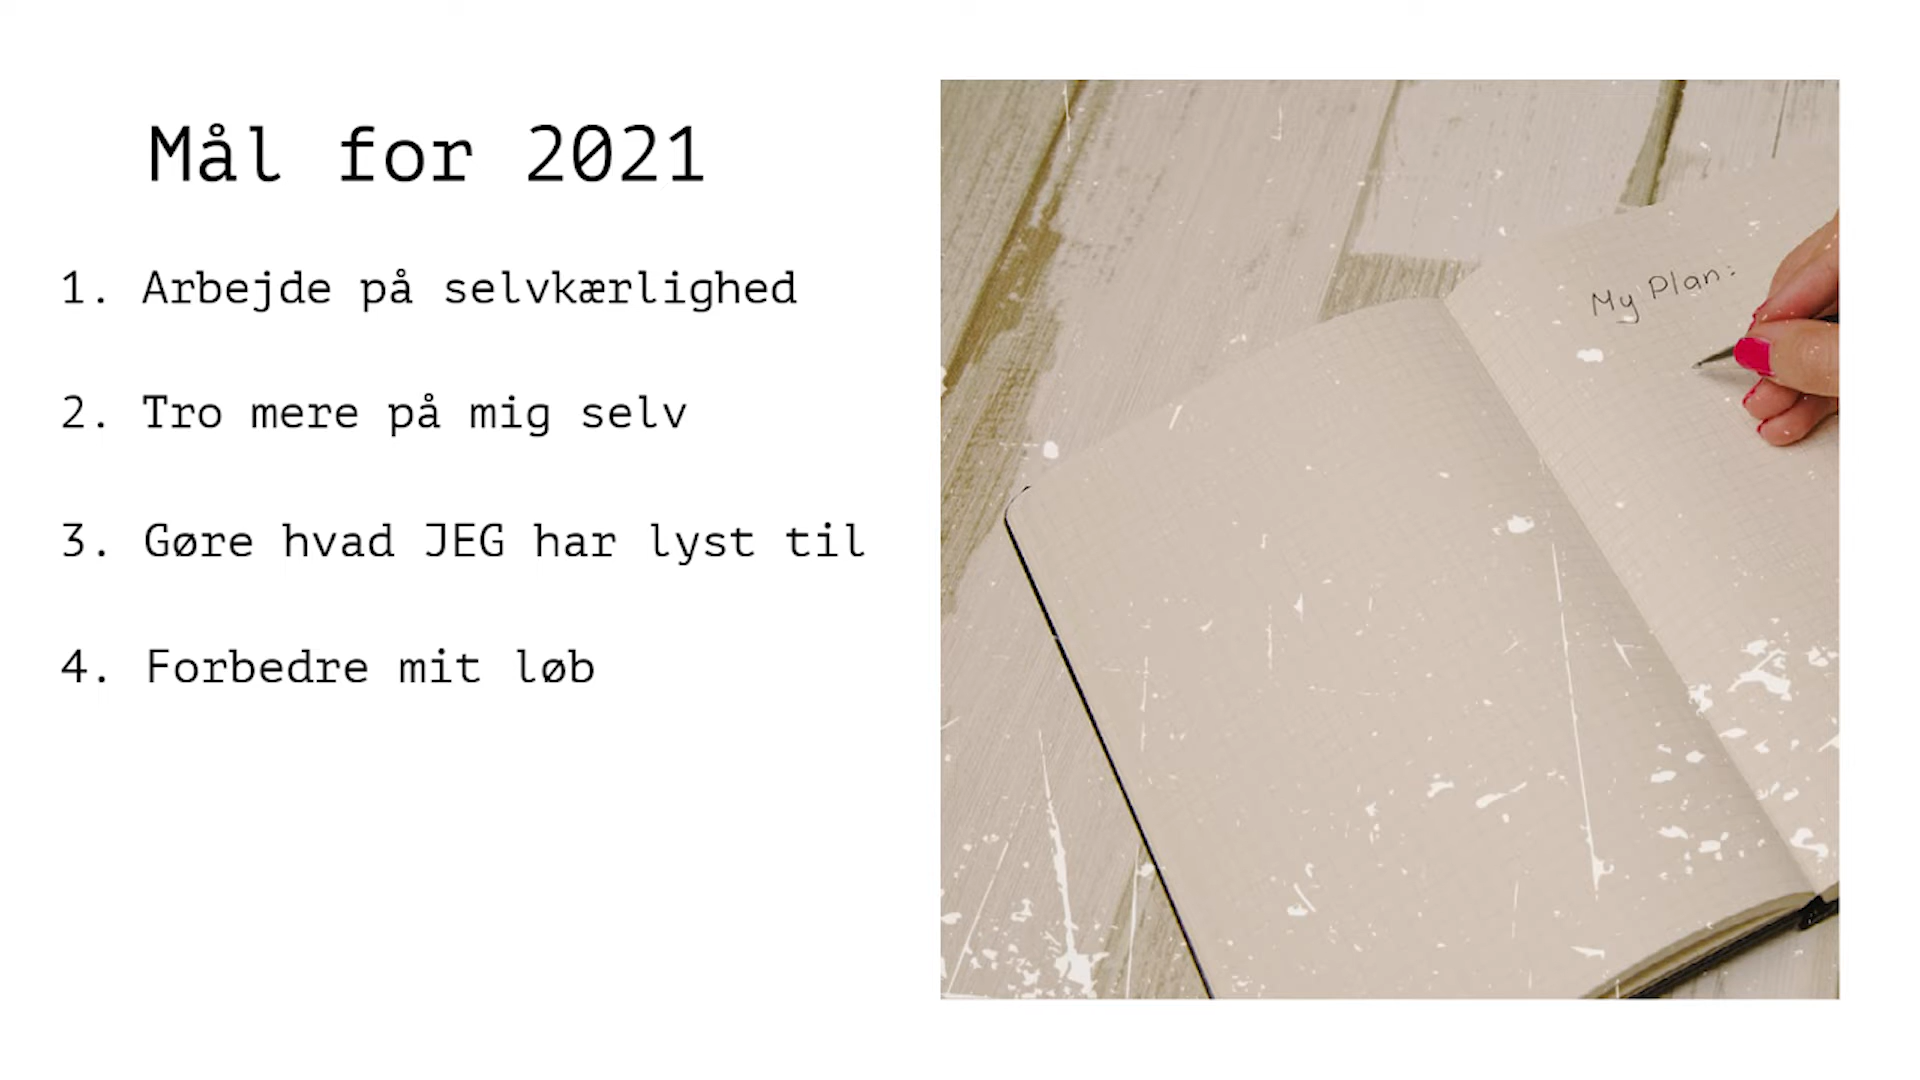 Mål for 2021
1. Arbejde på selvkærlighed
2. Tro mere på mig selv
3. Gøre hvad JEG har lyst til
4. Forbedre mit løb
My Plan: